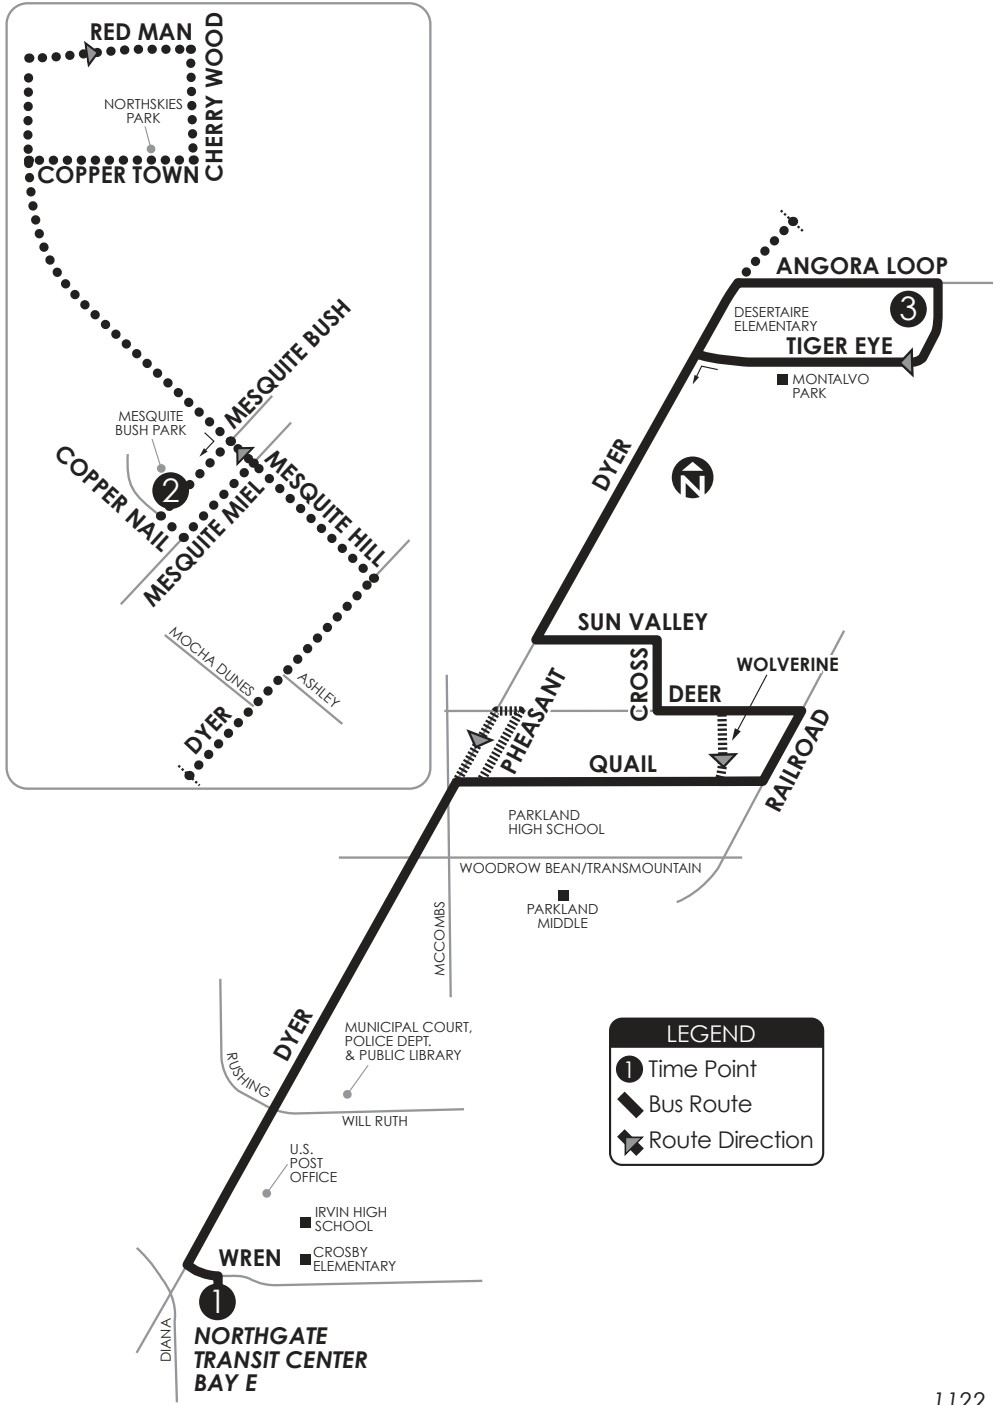 RED MAN
CHERRY WOOD
NORTHSKIES
PARK
COPPER TOWN
MESQUITE BUSH
MESQUITE
BUSH PARK
COPPER NAIL
2
MESQUITE MIEL
MESQUITE HILL
MOCHA DUNES
ASHLEY
DYER
ANGORA LOOP
3
DESERTAIRE
ELEMENTARY
TIGER EYE
MONTALVO
PARK
DYER
N
SUN VALLEY
CROSS
WOLVERINE
DEER
PHEASANT
QUAIL
RAILROAD
PARKLAND
HIGH SCHOOL
WOODROW BEAN/TRANSMOUNTAIN
PARKLAND
MIDDLE
MCCOMBS
DYER
MUNICIPAL COURT,
POLICE DEPT.
& PUBLIC LIBRARY
RUSHING
WILL RUTH
U.S.
POST
OFFICE
IRVIN HIGH
SCHOOL
WREN
CROSBY
ELEMENTARY
1
DIANA
NORTHGATE
TRANSIT CENTER
BAY E
LEGEND
1 Time Point
Bus Route
Route Direction
1122